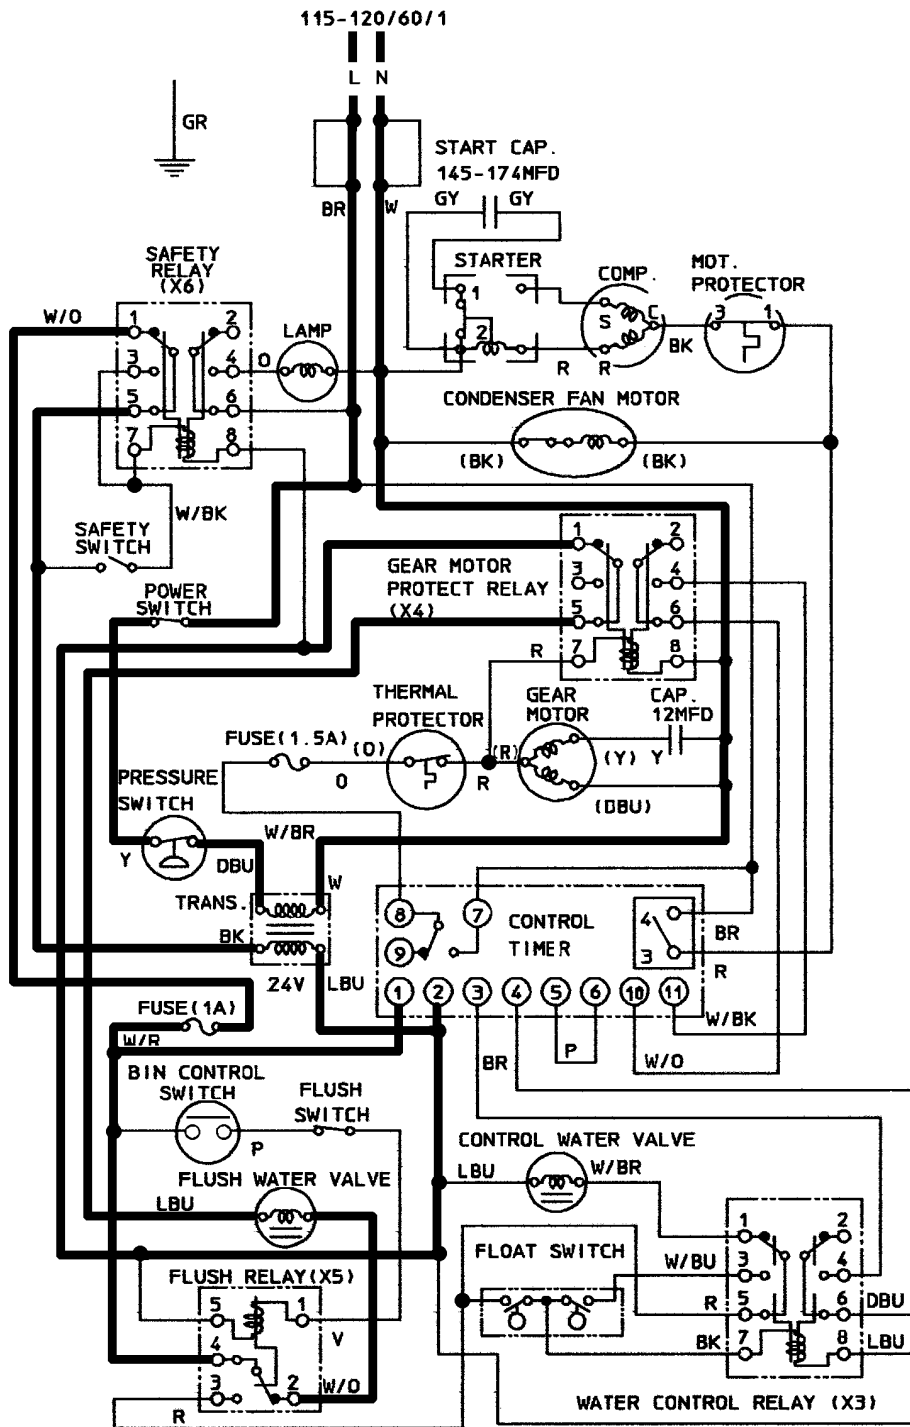 115-120/60/1
L N
GR
START CAP.
145-174MFD
GY GY
BR W
SAFETY
RELAY
(X6)
STARTER
COMP.
MOT.
PROTECTOR
W/O
1 2
LAMP
1
S C
3 1
3 4
O
2
BK
R R
5 6
CONDENSER FAN MOTOR
7 8
(BK) (BK)
W/BK
SAFETY
SWITCH
GEAR MOTOR
PROTECT RELAY
(X4)
1 2
3 4
5 6
7 8
POWER
SWITCH
R
THERMAL
PROTECTOR
GEAR
MOTOR
CAP.
12MFD
FUSE(1.5A)
(O)
O
R
(R)
(Y) Y
(DBU)
PRESSURE
SWITCH
W/BR
Y
DBU
W
TRANS.
BK
24V
LBU
8 7
9
CONTROL
TIMER
4
3
BR
R
1 2 3 4 5 6 10 11
FUSE(1A)
W/R
W/BK
BR
P
W/O
BIN CONTROL
SWITCH
FLUSH
SWITCH
P
CONTROL WATER VALVE
LBU W/BR
FLUSH WATER VALVE
LBU
FLOAT SWITCH
W/BU
R
BK
1 2
3 4
5 6
7 8
DBU
LBU
FLUSH RELAY(X5)
5 1
V
4
3 2
W/O
R
WATER CONTROL RELAY (X3)